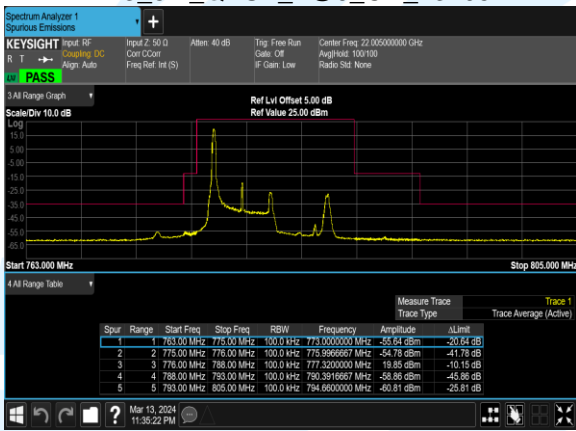 Spectrum Analyzer 1
Spurious Emissions
+
KEYSIGHT
R T
PASS
Input: RF
Coupling: DC
Align: Auto
Input Z: 50 Ω
Corr CCorr
Freq Ref: Int (S)
Atten: 40 dB
Trig: Free Run
Gate: Off
IF Gain: Low
Center Freq: 22.005000000 GHz
Avg|Hold: 100/100
Radio Std: None
3 All Range Graph
Scale/Div 10.0 dB
Ref Lvl Offset 5.00 dB
Ref Value 25.00 dBm
Log
15.0
5.00
-5.00
-15.0
-25.0
-35.0
-45.0
-55.0
-65.0
Start 763.000 MHz
Stop 805.000 MHz
4 All Range Table
Measure Trace Trace 1
Trace Type Trace Average (Active)
Spur Range Start Freq Stop Freq RBW Frequency Amplitude ΔLimit
1 1 763.00 MHz 775.00 MHz 100.0 kHz 773.0000000 MHz -55.64 dBm -20.64 dB
2 2 775.00 MHz 776.00 MHz 100.0 kHz 775.9966667 MHz -54.78 dBm -41.78 dB
3 3 776.00 MHz 788.00 MHz 100.0 kHz 777.3200000 MHz 19.85 dBm -10.15 dB
4 4 788.00 MHz 793.00 MHz 100.0 kHz 790.3916667 MHz -58.86 dBm -45.86 dB
5 5 793.00 MHz 805.00 MHz 100.0 kHz 794.6600000 MHz -60.81 dBm -25.81 dB
?
Mar 13, 2024
11:35:22 PM